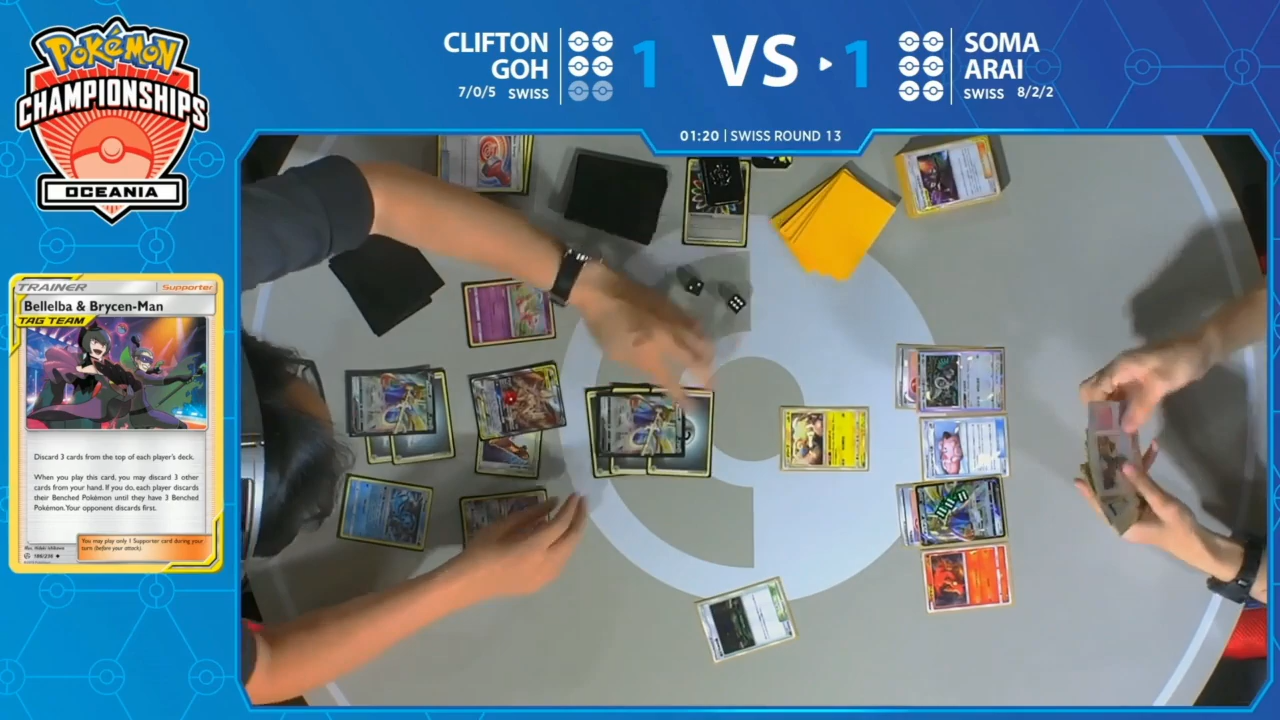 Pokémon
CHAMPIONSHIPS
OCEANIA
CLIFTON
GOH
7/0/5 SWISS
1
VS
1
SOMA
ARAI
SWISS 8/2/2
01:20 | SWISS ROUND 13
TRAINER Supporter
Bellelba & Brycen-Man
TAG TEAM
Discard 3 cards from the top of each player's deck.
When you play this card, you may discard 3 other
cards from your hand. If you do, each player discards
their Benched Pokémon until they have 3 Benched
Pokémon. Your opponent discards first.
You may play only 1 Supporter card during your
turn (before your attack).
186/236